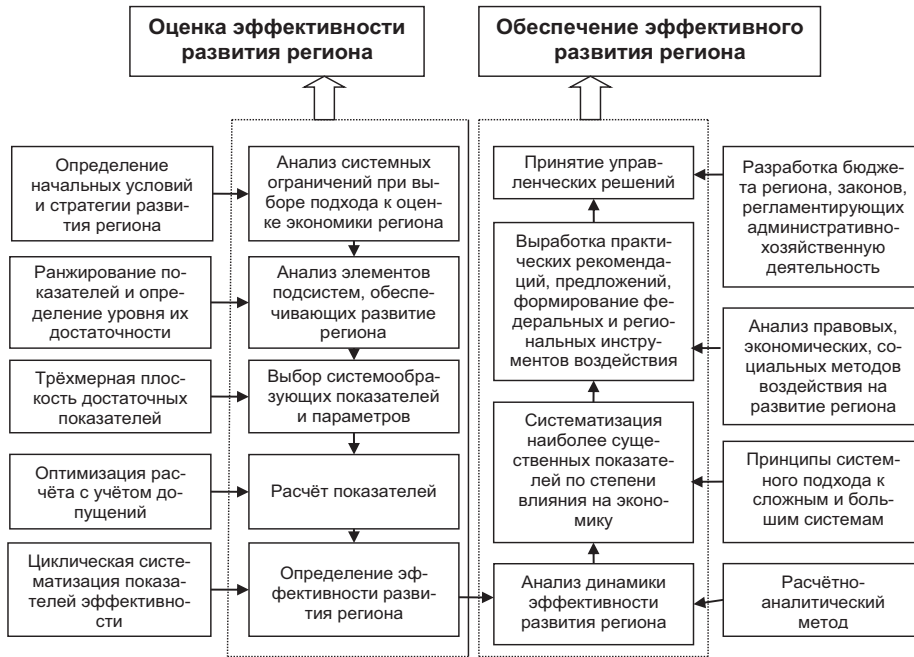 Оценка эффективности
развития региона
Обеспечение эффективного
развития региона
Определение
начальных условий
и стратегии разви-
тия региона
Ранжирование по-
казателей и опре-
деление уровня их
достаточности
Трёхмерная плос-
кость достаточных
показателей
Оптимизация рас-
чёта с учётом до-
пущений
Циклическая сис-
тематизация показа-
телей эффективно-
сти
Анализ системных
ограничений при вы-
боре подхода к оцен-
ке экономики региона
Анализ элементов
подсистем, обеспе-
чивающих развитие
региона
Выбор системообра-
зующих показателей
и параметров
Расчёт показателей
Определение эф-
фективности разви-
тия региона
Принятие управ-
ленческих решений
Выработка практи-
ческих рекоменда-
ций, предложений,
формирование фе-
деральных и регио-
нальных инстру-
ментов воздействия
Систематизация
наиболее суще-
ственных показате-
лей по степени
влияния на эконо-
мику
Анализ динамики
эффективности
развития региона
Разработка бюдже-
та региона, законов,
регламентирующих
административно-
хозяйственную
деятельность
Анализ правовых,
экономических, со-
циальных методов
воздействия на
развитие региона
Принципы систем-
ного подхода к
сложным и боль-
шим системам
Расчётно-
аналитический
метод